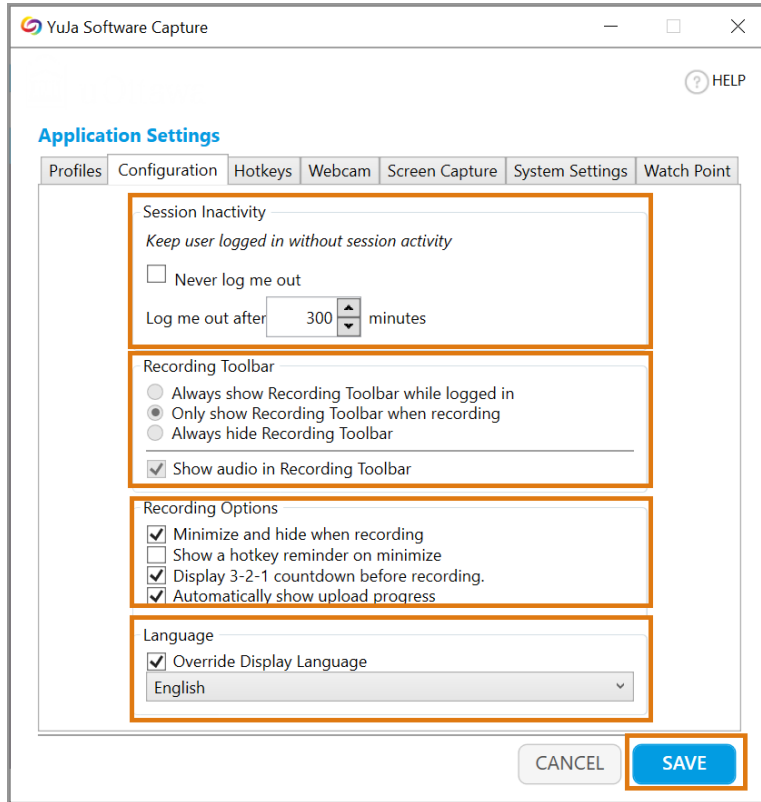 YuJa Software Capture
? HELP
Application Settings
Profiles Configuration Hotkeys Webcam Screen Capture System Settings Watch Point
Session Inactivity
Keep user logged in without session activity
Never log me out
Log me out after 300 minutes
Recording Toolbar
Always show Recording Toolbar while logged in
Only show Recording Toolbar when recording
Always hide Recording Toolbar
Show audio in Recording Toolbar
Recording Options
Minimize and hide when recording
Show a hotkey reminder on minimize
Display 3-2-1 countdown before recording.
Automatically show upload progress
Language
Override Display Language
English
CANCEL SAVE